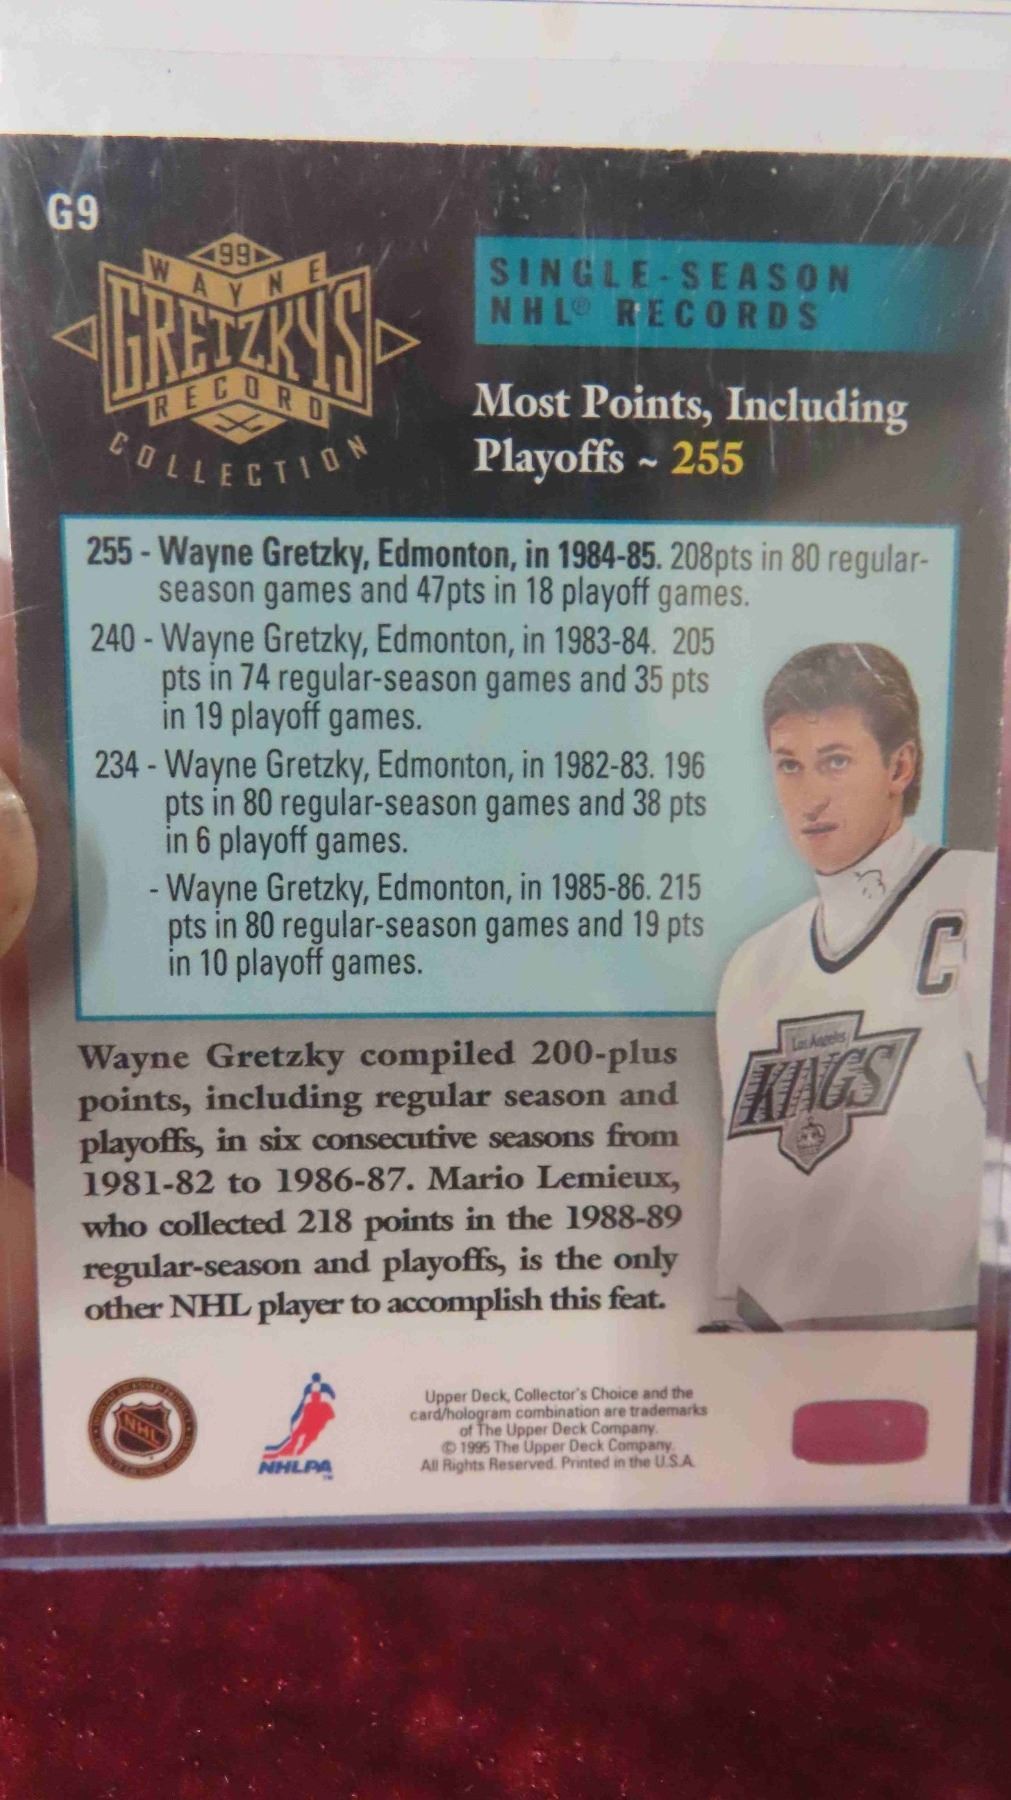 G9
99
WAYNE
GRETZKYS
RECORD
COLLECTION
SINGLE-SEASON
NHL® RECORDS
Most Points, Including
Playoffs ~ 255
255 - Wayne Gretzky, Edmonton, in 1984-85. 208pts in 80 regular-
season games and 47pts in 18 playoff games.
240 - Wayne Gretzky, Edmonton, in 1983-84. 205
pts in 74 regular-season games and 35 pts
in 19 playoff games.
234 - Wayne Gretzky, Edmonton, in 1982-83. 196
pts in 80 regular-season games and 38 pts
in 6 playoff games.
- Wayne Gretzky, Edmonton, in 1985-86. 215
pts in 80 regular-season games and 19 pts
in 10 playoff games.
C
Los Angeles
KINGS
Wayne Gretzky compiled 200-plus
points, including regular season and
playoffs, in six consecutive seasons from
1981-82 to 1986-87. Mario Lemieux,
who collected 218 points in the 1988-89
regular-season and playoffs, is the only
other NHL player to accomplish this feat.
NHL
NHLPA
TM
Upper Deck, Collector's Choice and the
card/hologram combination are trademarks
of The Upper Deck Company.
© 1995 The Upper Deck Company.
All Rights Reserved. Printed in the U.S.A.